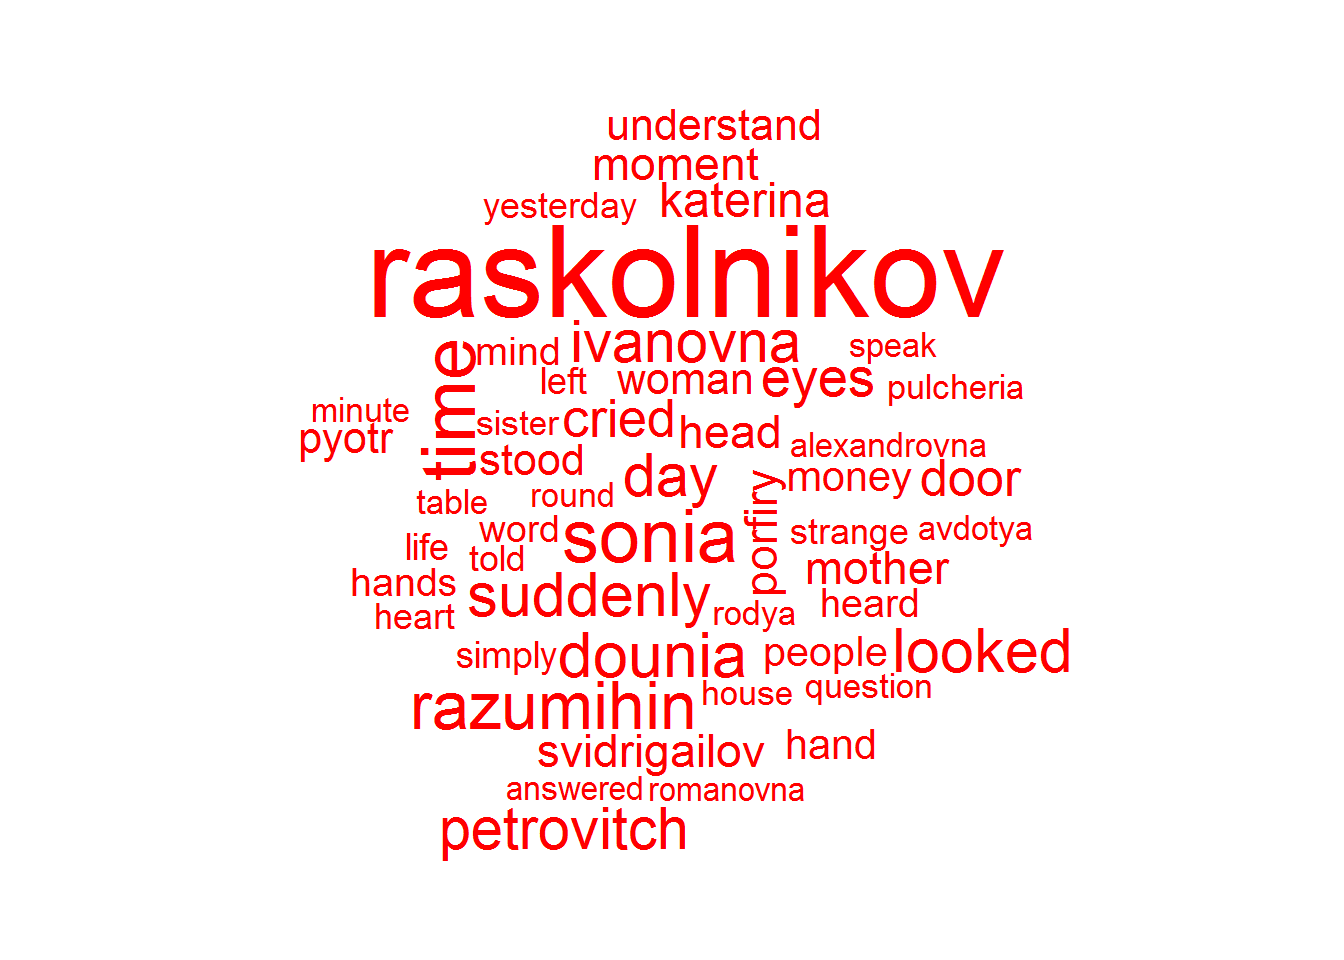 understand
moment
yesterday katerina
raskolnikov
time mind ivanovna speak
left woman eyes pulcheria
minute sister cried head
pyotr stood alexandrovna
day money door
table round porfiry
word sonia strange avdotya
life told mother
hands suddenly rodya heard
heart
simply dounia people looked
razumihin house question
svidrigailov hand
answered romanovna
petrovitch